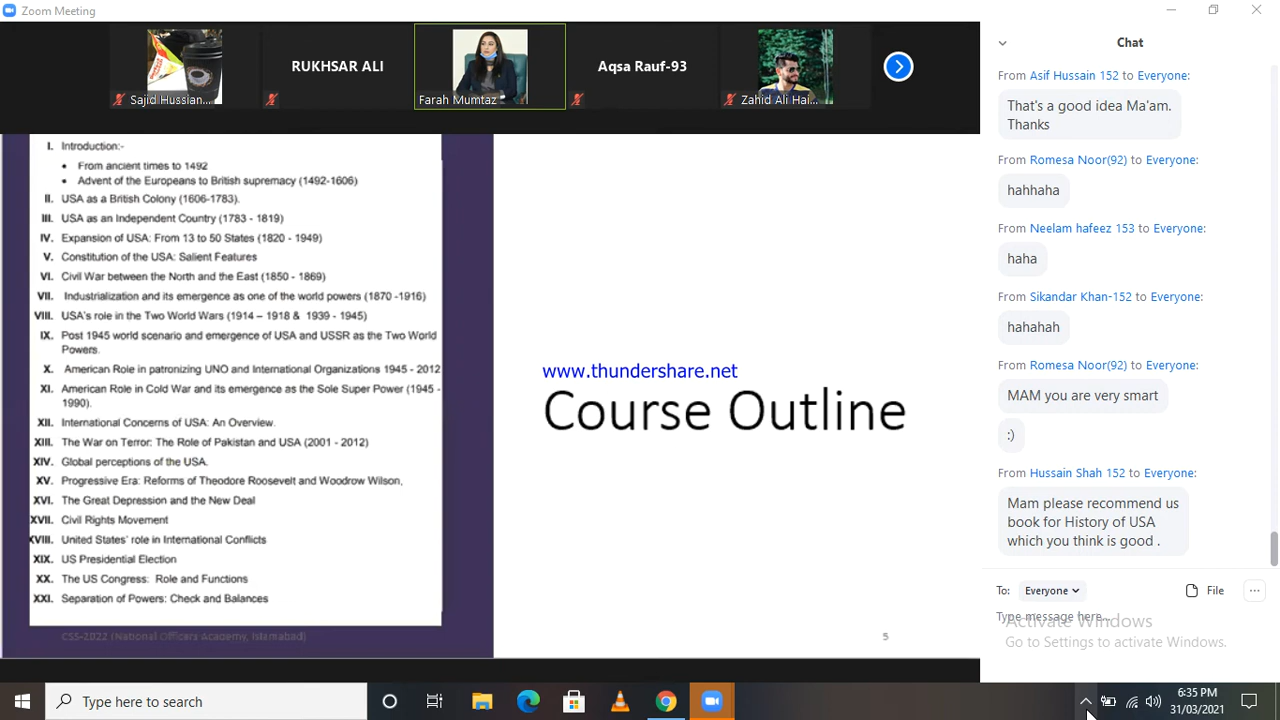 Zoom Meeting
Sajid Hussian...
RUKHSAR ALI
Farah Mumtaz
Aqsa Rauf-93
Zahid Ali Hai...
I. Introduction:-
• From ancient times to 1492
• Advent of the Europeans to British supremacy (1492-1606)
II. USA as a British Colony (1606-1783).
III. USA as an Independent Country (1783 - 1819)
IV. Expansion of USA: From 13 to 50 States (1820 - 1949)
V. Constitution of the USA: Salient Features
VI. Civil War between the North and the East (1850 - 1869)
VII. Industrialization and its emergence as one of the world powers (1870 -1916)
VIII. USA's role in the Two World Wars (1914 – 1918 & 1939 - 1945)
IX. Post 1945 world scenario and emergence of USA and USSR as the Two World
Powers.
X. American Role in patronizing UNO and International Organizations 1945 - 2012
XI. American Role in Cold War and its emergence as the Sole Super Power (1945 -
1990).
XII. International Concerns of USA: An Overview.
XIII. The War on Terror: The Role of Pakistan and USA (2001 - 2012)
XIV. Global perceptions of the USA.
XV. Progressive Era: Reforms of Theodore Roosevelt and Woodrow Wilson,
XVI. The Great Depression and the New Deal
XVII. Civil Rights Movement
XVIII. United States' role in International Conflicts
XIX. US Presidential Election
XX. The US Congress: Role and Functions
XXI. Separation of Powers: Check and Balances
CSS-2022 (National Officers Academy, Islamabad)
5
www.thundershare.net
Course Outline
Chat
From Asif Hussain 152 to Everyone:
That's a good idea Ma'am.
Thanks
From Romesa Noor(92) to Everyone:
hahhaha
From Neelam hafeez 153 to Everyone:
haha
From Sikandar Khan-152 to Everyone:
hahahah
From Romesa Noor(92) to Everyone:
MAM you are very smart
:)
From Hussain Shah 152 to Everyone:
Mam please recommend us
book for History of USA
which you think is good .
To: Everyone
File
Type message here...
Activate Windows
Go to Settings to activate Windows.
Type here to search
6:35 PM
31/03/2021